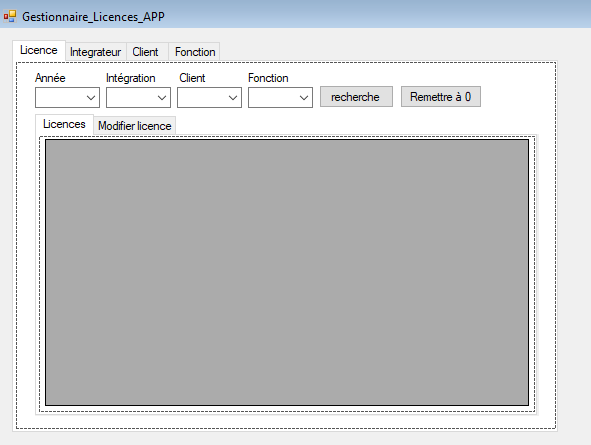 Gestionnaire_Licences_APP
Licence Integrateur Client Fonction
Année Intégration Client Fonction
recherche Remettre à 0
Licences Modifier licence